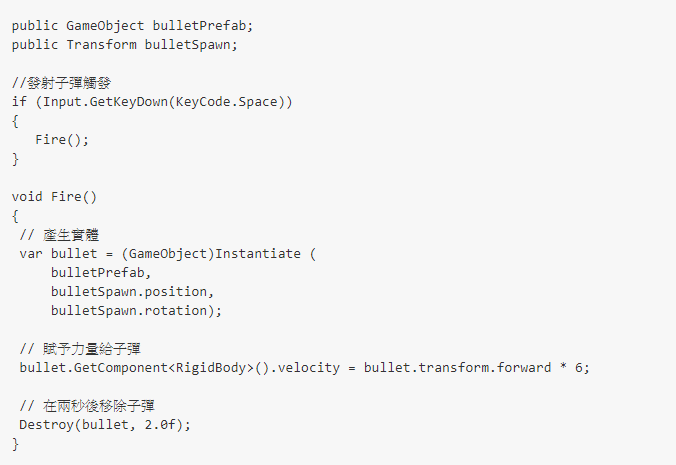 public GameObject bulletPrefab;
public Transform bulletSpawn;
//發射子彈觸發
if (Input.GetKeyDown(KeyCode.Space))
{
Fire();
}
void Fire()
{
// 產生實體
var bullet = (GameObject)Instantiate (
bulletPrefab,
bulletSpawn.position,
bulletSpawn.rotation);
// 賦予力量給子彈
bullet.GetComponent<RigidBody>().velocity = bullet.transform.forward * 6;
// 在兩秒後移除子彈
Destroy(bullet, 2.0f);
}